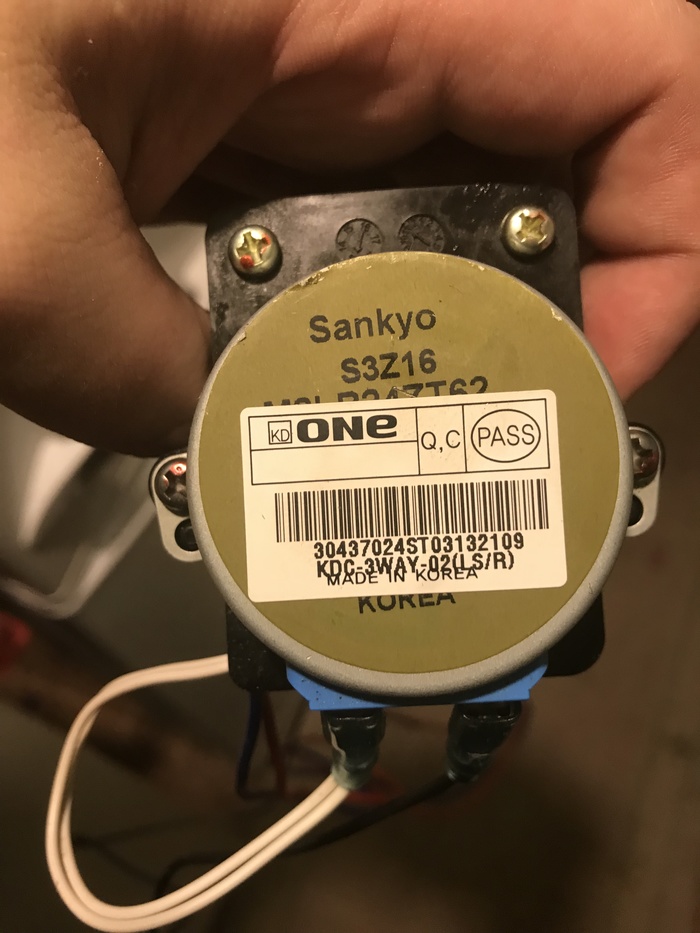 Sankyo
S3Z16
KD ONE
Q,C
PASS
30437024ST03132109
KDC-3WAY-02(LS/R)
MADE IN KOREA
KOREA